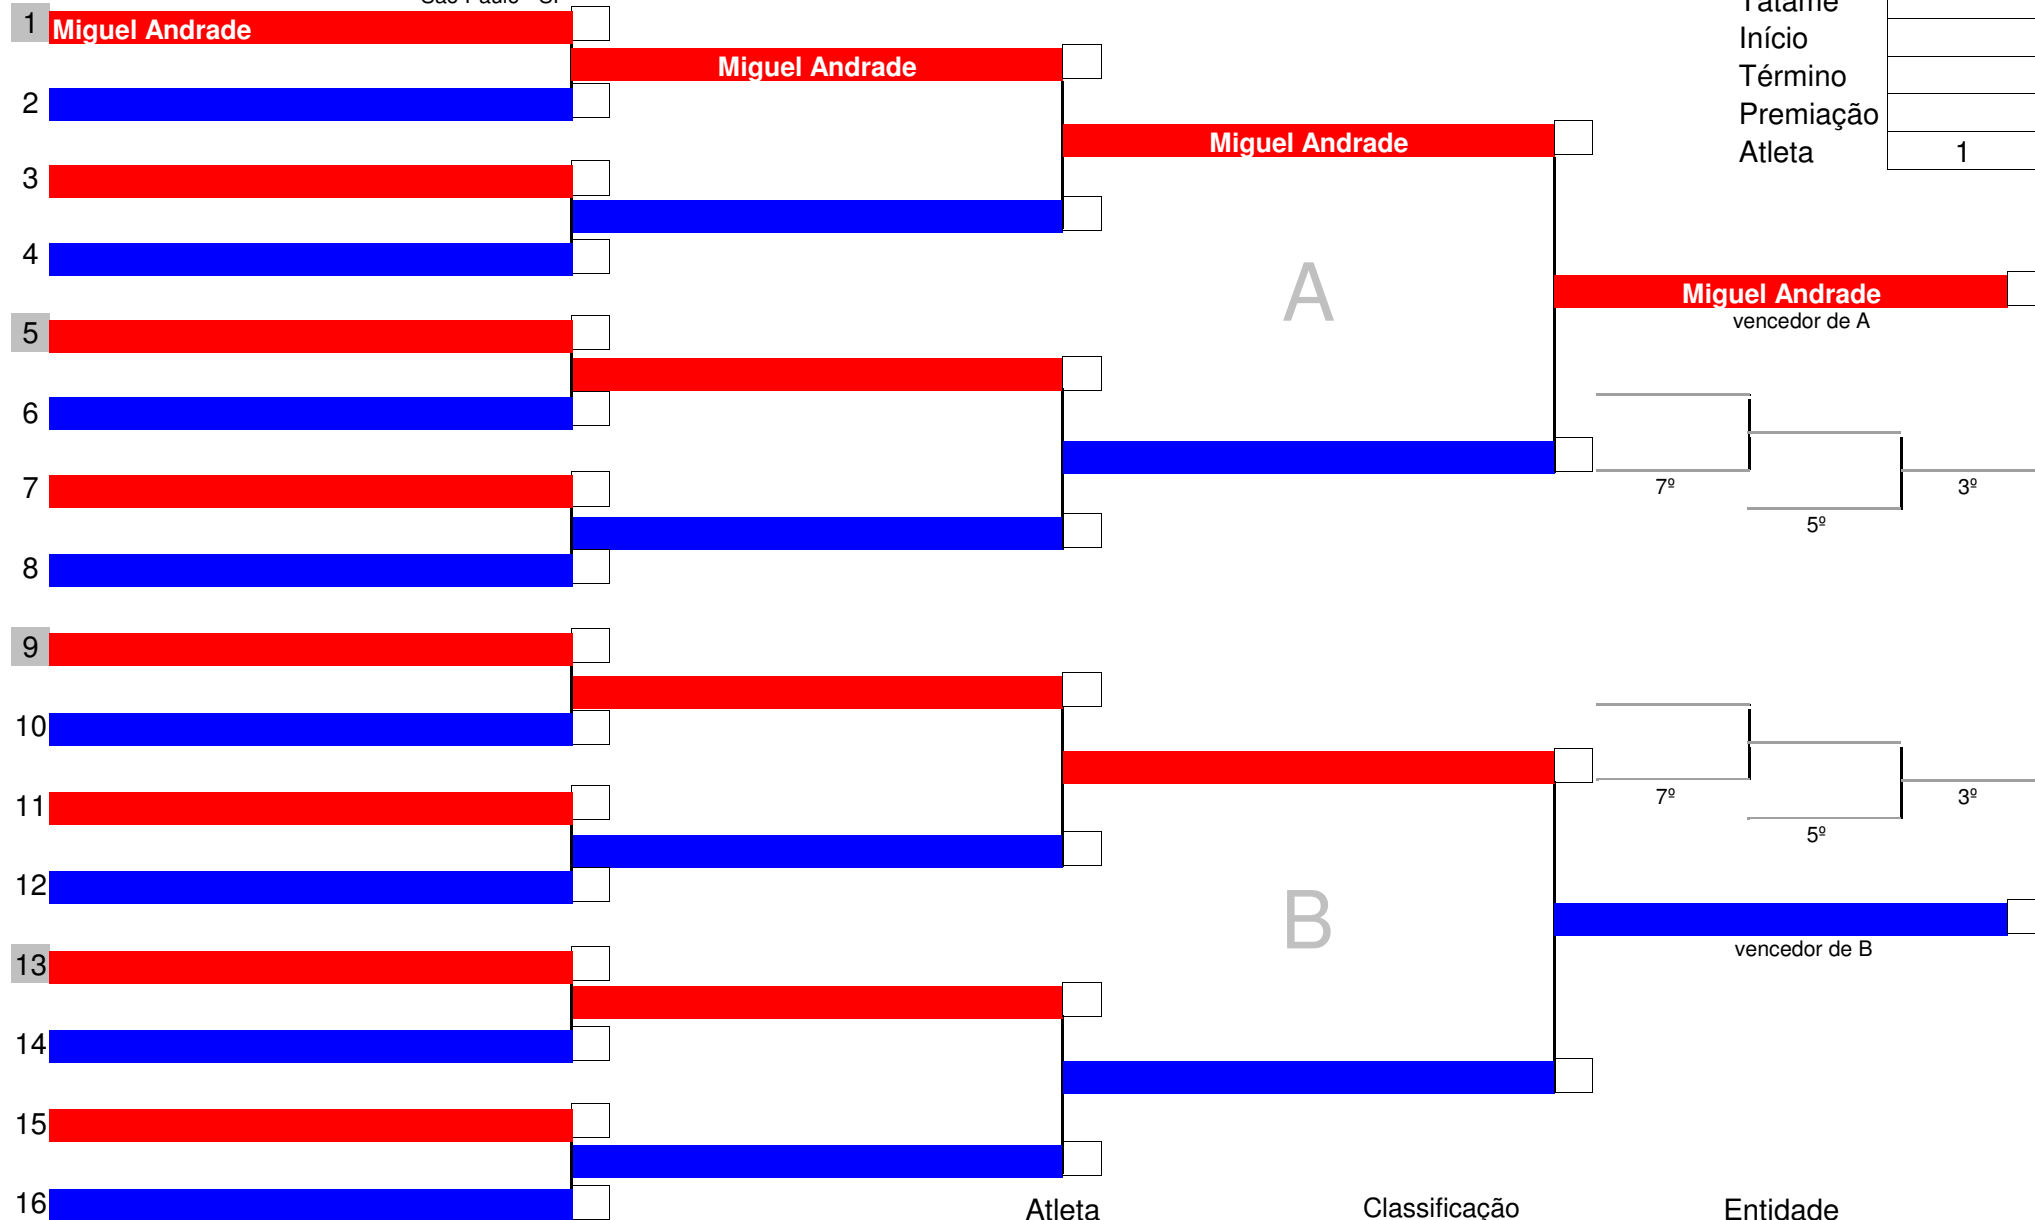 Tatame
1 Miguel Andrade
Miguel Andrade
Início
Término
2
Premiação
Miguel Andrade
Atleta 1
3
4
Miguel Andrade
A
vencedor de A
5
6
7
7º 3º
5º
8
9
10
11
7º 3º
5º
12
B
vencedor de B
13
14
15
16
Atleta Classificação Entidade